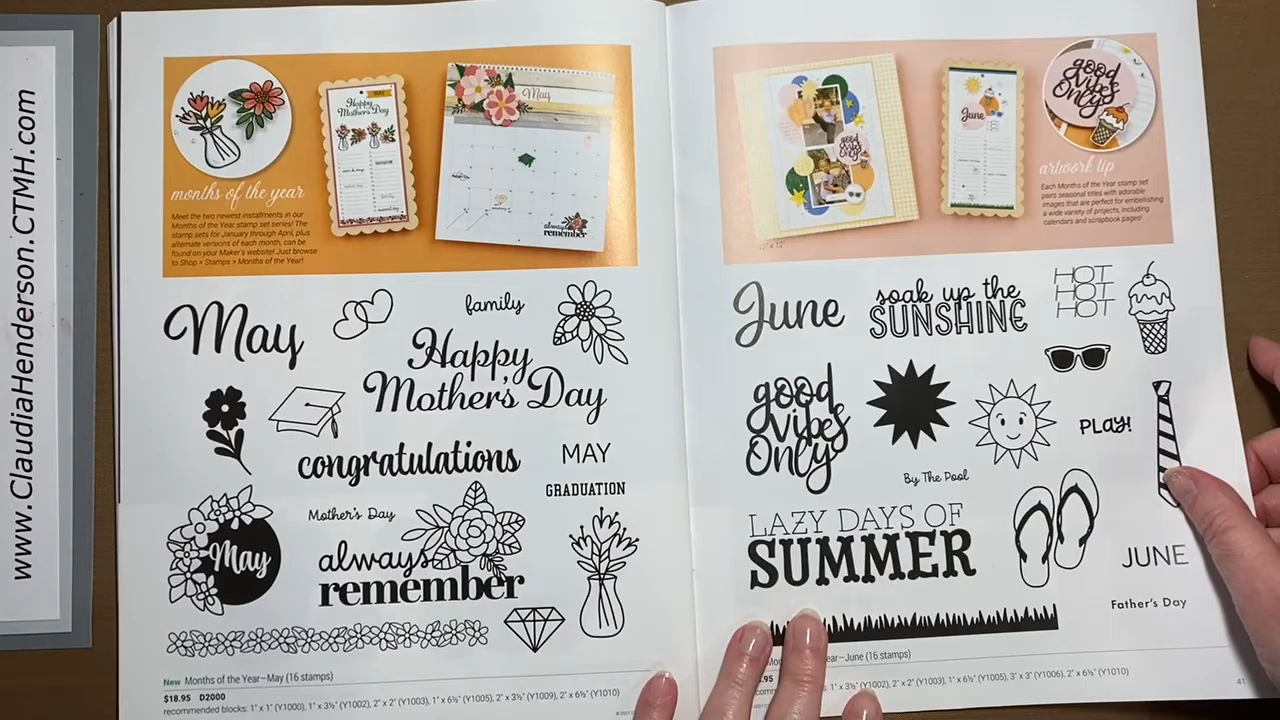 www.ClaudiaHenderson.CTMH.com
months of the year
Meet the two newest installments in our
Months of the Year stamp set series! The
stamp sets for January through April, plus
alternate versions of each month, can be
found on your Maker's website! Just browse
to Shop > Stamps > Months of the Year!
MAY
Happy
Mother's Day
May
always
remember
May
family
Happy
Mother's Day
congratulations
MAY
GRADUATION
Mother's Day
May
always
remember
New Months of the Year—May (16 stamps)
$18.95 D2000
recommended blocks: 1" x 1" (Y1000), 1" x 3½" (Y1002), 2" x 2" (Y1003), 1" x 6½" (Y1005), 2" x 3½" (Y1009), 2" x 6½" (Y1010)
good
vibes
only
12" x 12"
June
good
vibes
Only
artwork tip
Each Months of the Year stamp set
pairs seasonal titles with adorable
images that are perfect for embellishing
a wide variety of projects, including
calendars and scrapbook pages!
June
soak up the
SUNSHINE
HOT
HOT
HOT
good
vibes
Only
PLAY!
By The Pool
LAZY DAYS OF
SUMMER
JUNE
Father's Day
Year—June (16 stamps)
.95
1" x 3½" (Y1002), 2" x 2" (Y1003), 1" x 6½" (Y1005), 3" x 3" (Y1006), 2" x 6½" (Y1010)
41